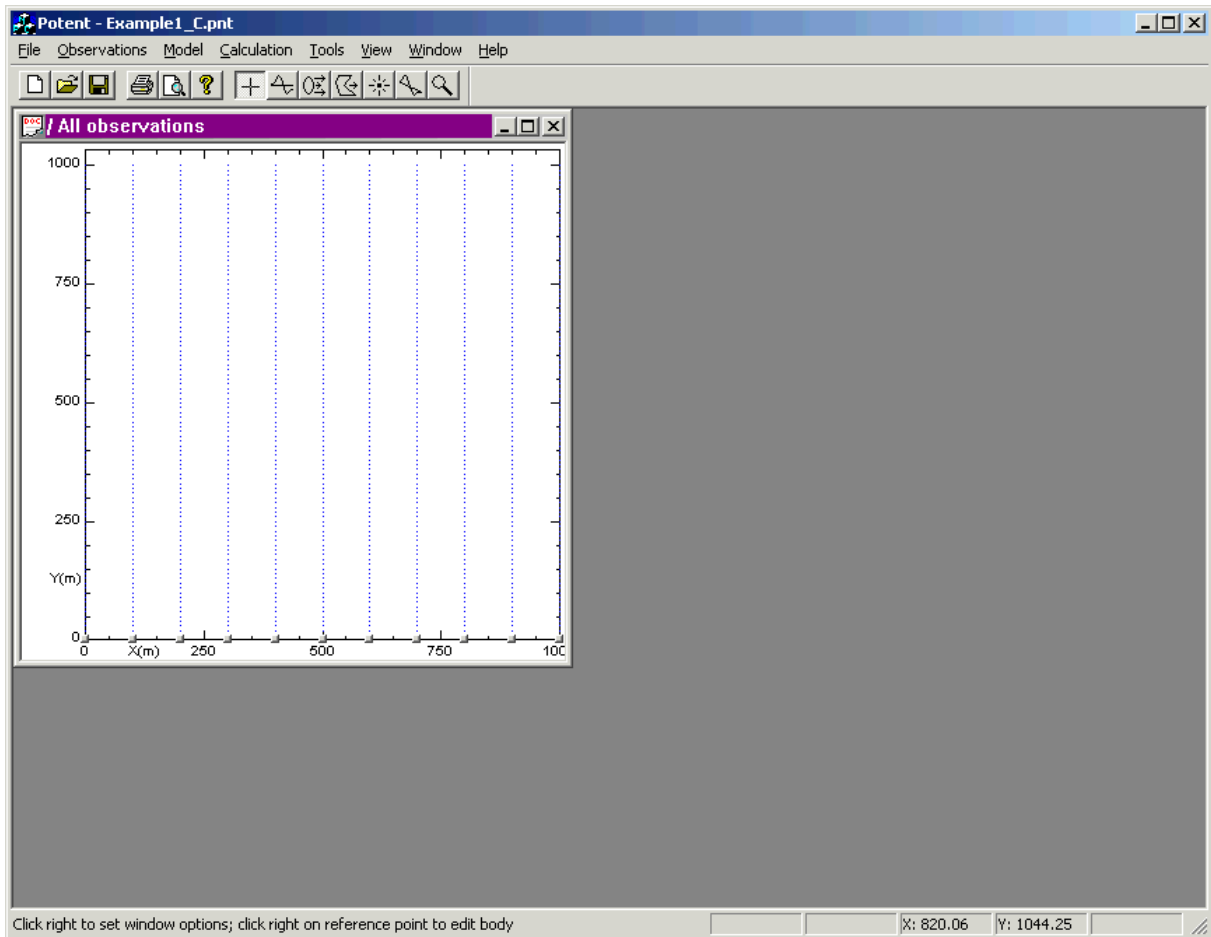 Potent - Example1_C.pnt
File Observations Model Calculation Tools View Window Help
DOC / All observations
1000
750
500
250
Y(m)
0
0 X(m) 250 500 750 100
Click right to set window options; click right on reference point to edit body X: 820.06 Y: 1044.25